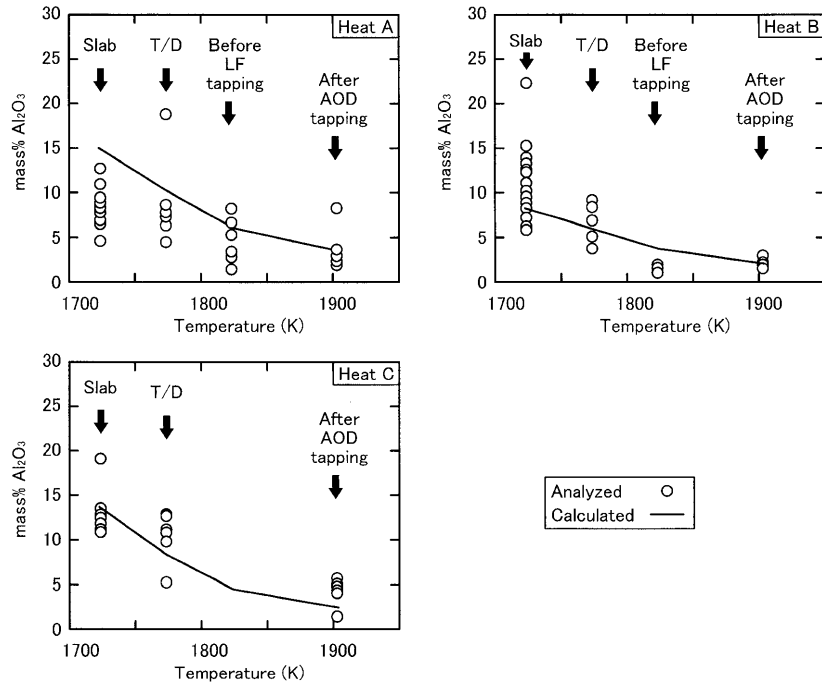 Heat A
30
25
20
15
10
5
0
mass% Al₂O₃
Slab
T/D
Before
LF
tapping
After
AOD
tapping
1700
1800
1900
Temperature (K)
Heat B
30
25
20
15
10
5
0
mass% Al₂O₃
Slab
T/D
Before
LF
tapping
After
AOD
tapping
1700
1800
1900
Temperature (K)
Heat C
30
25
20
15
10
5
0
mass% Al₂O₃
Slab
T/D
After
AOD
tapping
1700
1800
1900
Temperature (K)
Analyzed
Calculated